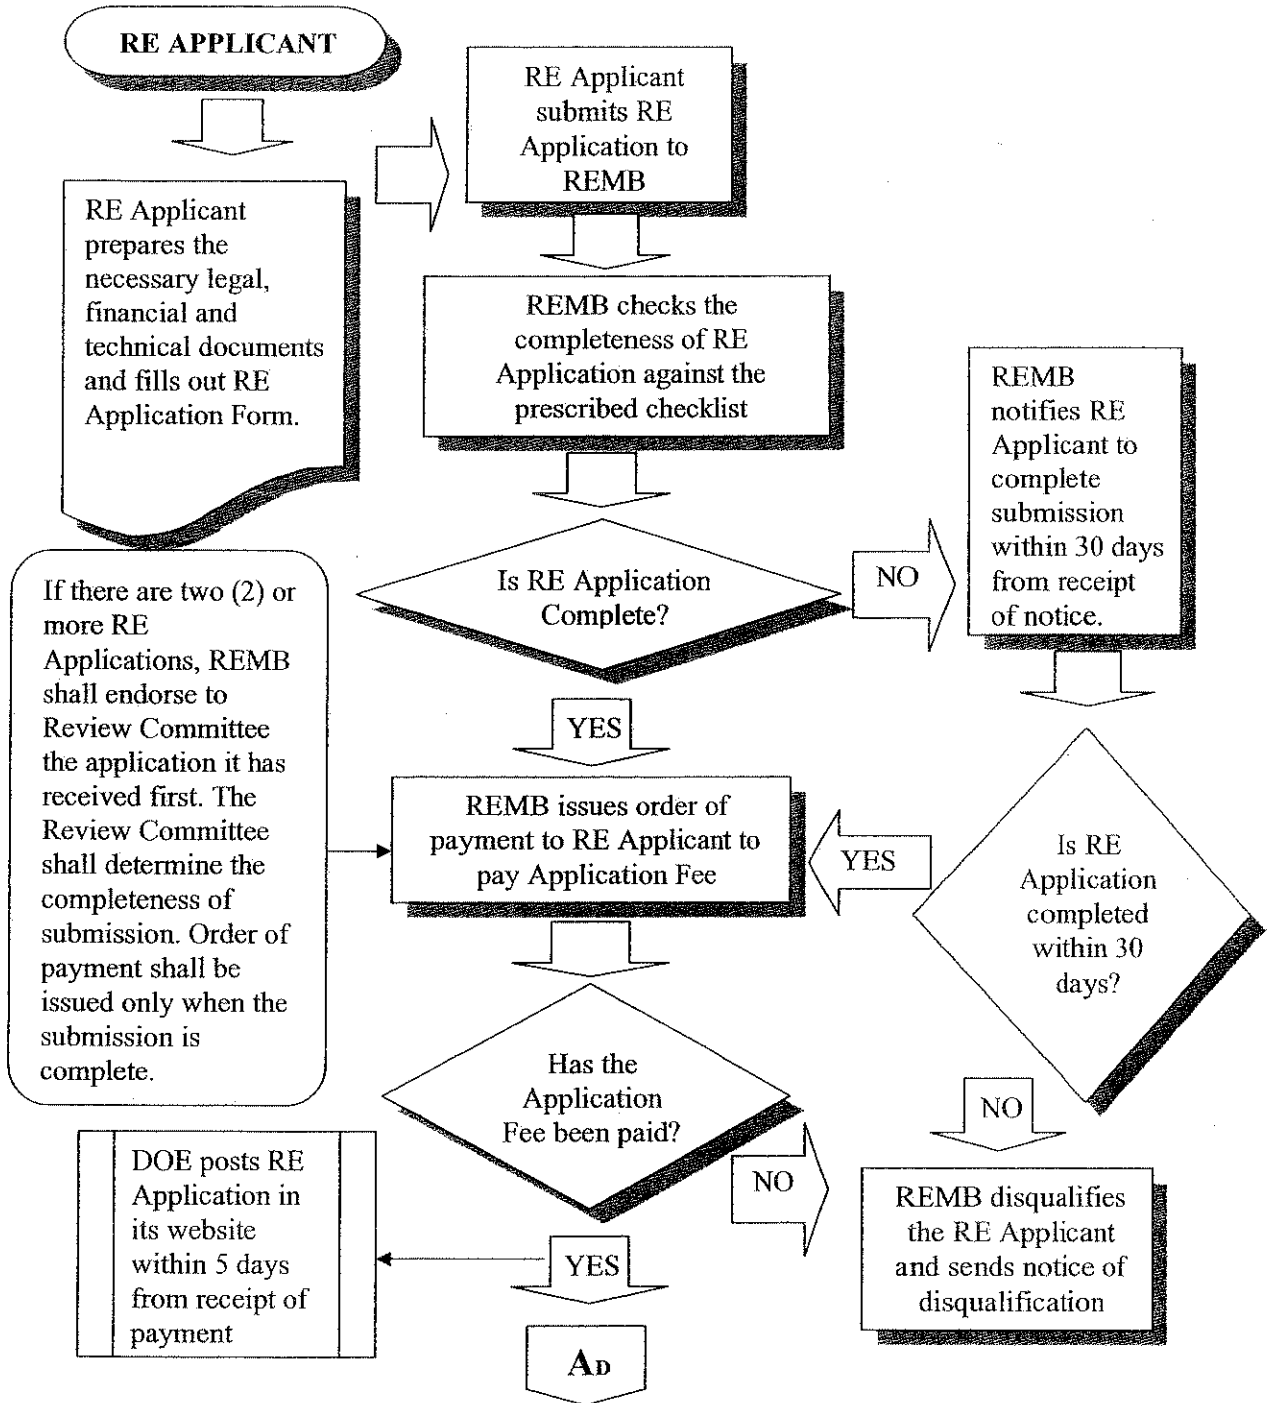 RE APPLICANT
RE Applicant
prepares the
necessary legal,
financial and
technical documents
and fills out RE
Application Form.
RE Applicant
submits RE
Application to
REMB
REMB checks the
completeness of RE
Application against the
prescribed checklist
Is RE Application
Complete?
NO
REMB
notifies RE
Applicant to
complete
submission
within 30 days
from receipt
of notice.
YES
If there are two (2) or
more RE
Applications, REMB
shall endorse to
Review Committee
the application it has
received first. The
Review Committee
shall determine the
completeness of
submission. Order of
payment shall be
issued only when the
submission is
complete.
REMB issues order of
payment to RE Applicant to
pay Application Fee
YES
Is RE
Application
completed
within 30
days?
NO
Has the
Application
Fee been paid?
NO
REMB disqualifies
the RE Applicant
and sends notice of
disqualification
YES
DOE posts RE
Application in
its website
within 5 days
from receipt of
payment
AD